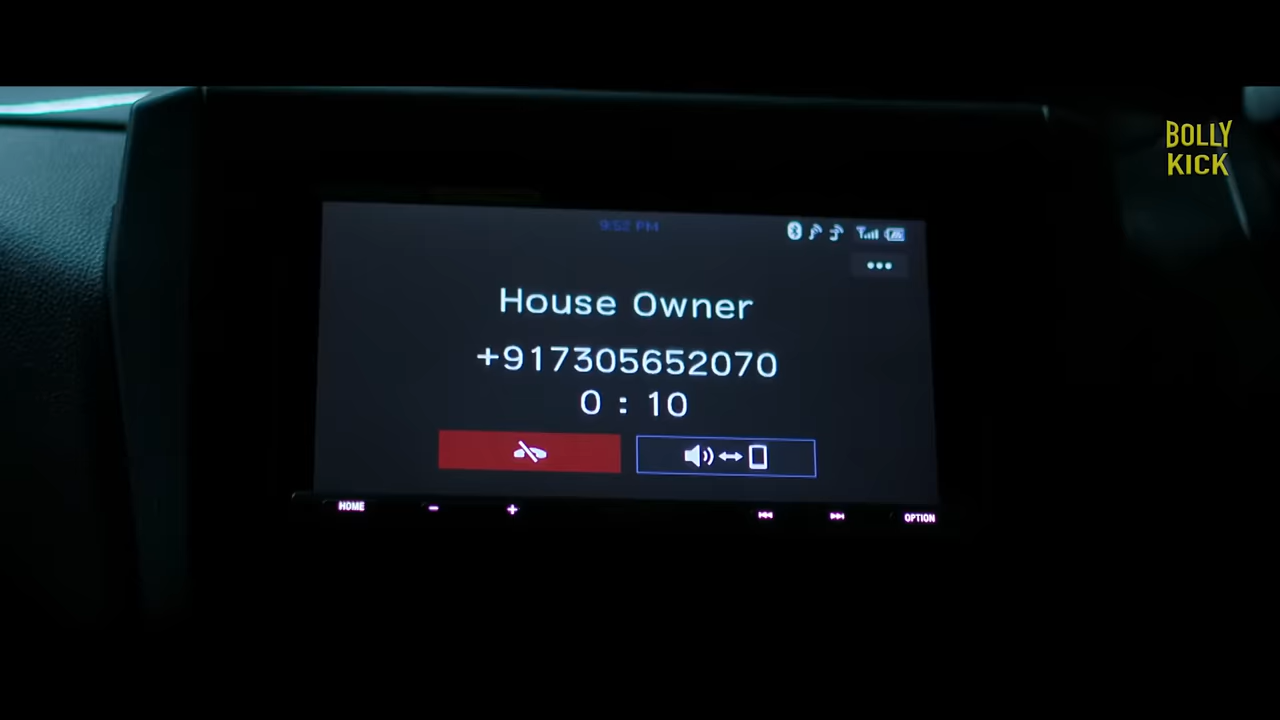 BOLLY
KICK
9:52 PM
House Owner
+917305652070
0 : 10
HOME
- +
OPTION